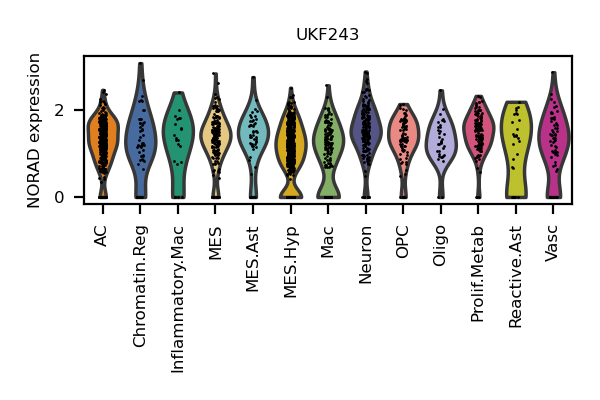 UKF243
NORAD expression
2
0
AC
Chromatin.Reg
Inflammatory.Mac
MES
MES.Ast
MES.Hyp
Mac
Neuron
OPC
Oligo
Prolif.Metab
Reactive.Ast
Vasc